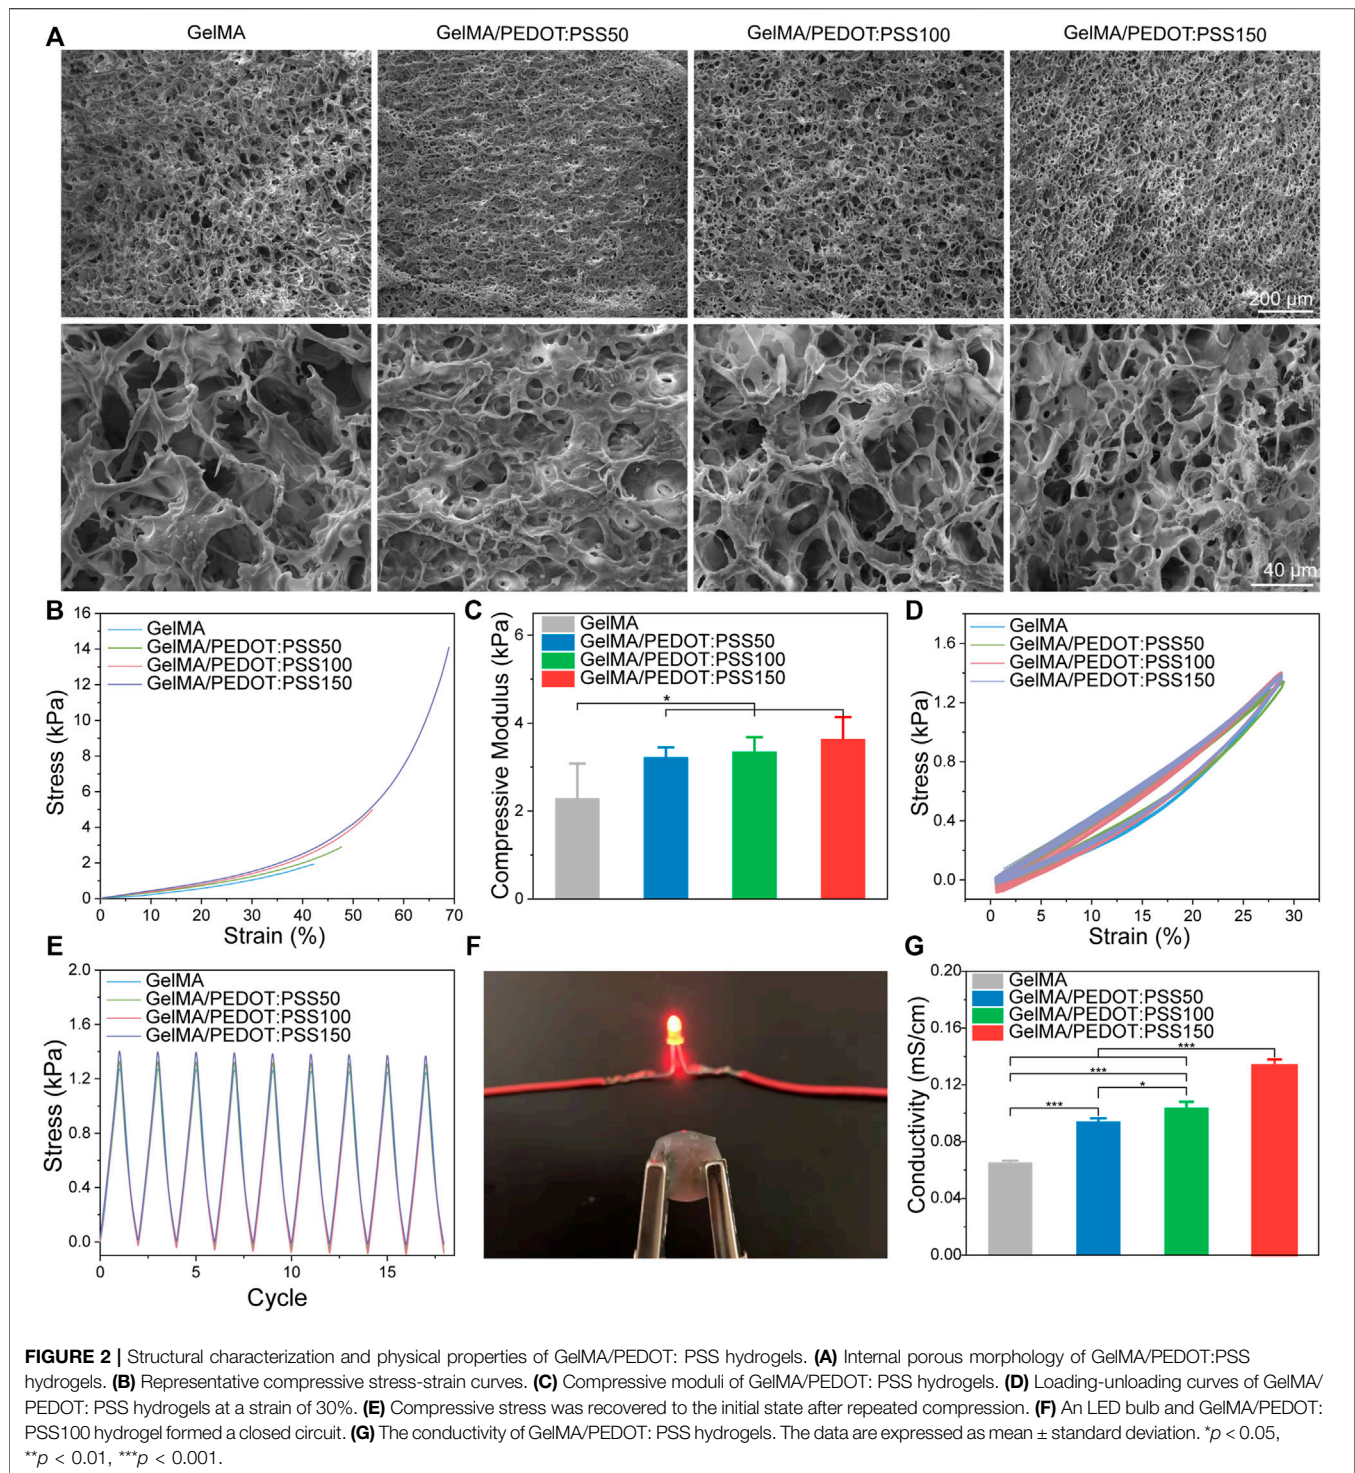 A
GelMA
GelMA/PEDOT:PSS50
GelMA/PEDOT:PSS100
GelMA/PEDOT:PSS150
200 µm
40 µm
B
16
14
12
10
8
6
4
2
0
Stress (kPa)
GelMA
GelMA/PEDOT:PSS50
GelMA/PEDOT:PSS100
GelMA/PEDOT:PSS150
0 10 20 30 40 50 60 70
Strain (%)
C
6
4
2
0
Compressive Modulus (kPa)
GelMA
GelMA/PEDOT:PSS50
GelMA/PEDOT:PSS100
GelMA/PEDOT:PSS150
*
D
1.6
1.2
0.8
0.4
0.0
Stress (kPa)
GelMA
GelMA/PEDOT:PSS50
GelMA/PEDOT:PSS100
GelMA/PEDOT:PSS150
0 5 10 15 20 25 30
Strain (%)
E
2.0
1.6
1.2
0.8
0.4
0.0
Stress (kPa)
GelMA
GelMA/PEDOT:PSS50
GelMA/PEDOT:PSS100
GelMA/PEDOT:PSS150
0 5 10 15
Cycle
F
G
0.20
0.16
0.12
0.08
0.04
0.00
Conductivity (mS/cm)
GelMA
GelMA/PEDOT:PSS50
GelMA/PEDOT:PSS100
GelMA/PEDOT:PSS150
***
***
*
***
FIGURE 2 | Structural characterization and physical properties of GelMA/PEDOT: PSS hydrogels. (A) Internal porous morphology of GelMA/PEDOT:PSS
hydrogels. (B) Representative compressive stress-strain curves. (C) Compressive moduli of GelMA/PEDOT: PSS hydrogels. (D) Loading-unloading curves of GelMA/
PEDOT: PSS hydrogels at a strain of 30%. (E) Compressive stress was recovered to the initial state after repeated compression. (F) An LED bulb and GelMA/PEDOT:
PSS100 hydrogel formed a closed circuit. (G) The conductivity of GelMA/PEDOT: PSS hydrogels. The data are expressed as mean ± standard deviation. *p < 0.05,
**p < 0.01, ***p < 0.001.